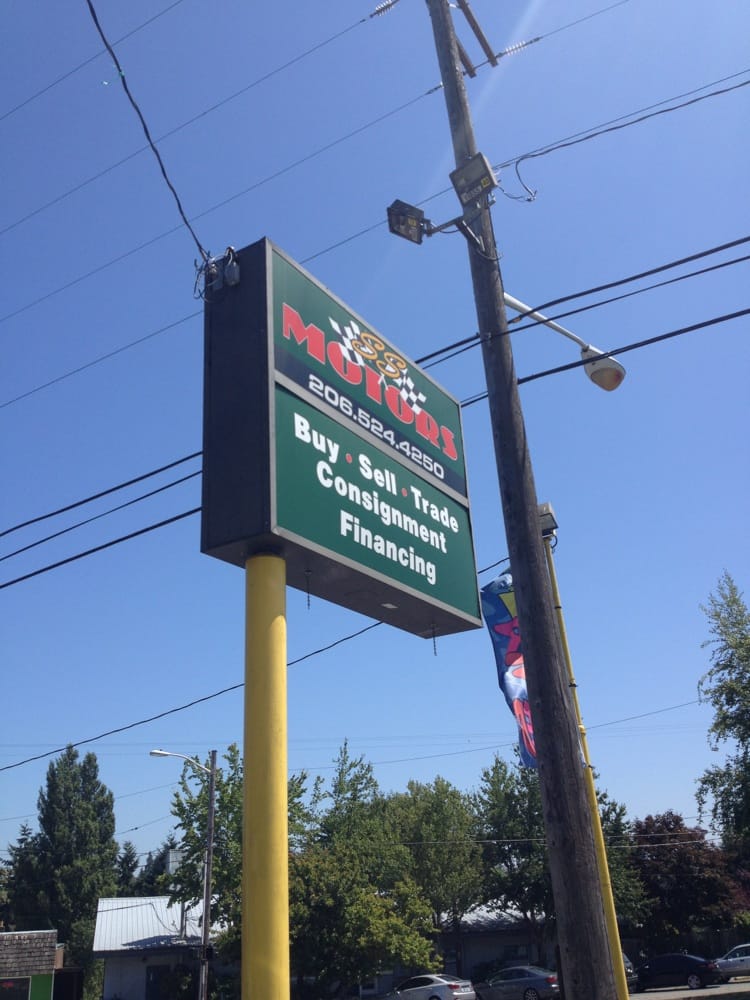 SS
MOTORS
206.524.4250
Buy • Sell • Trade
Consignment
Financing